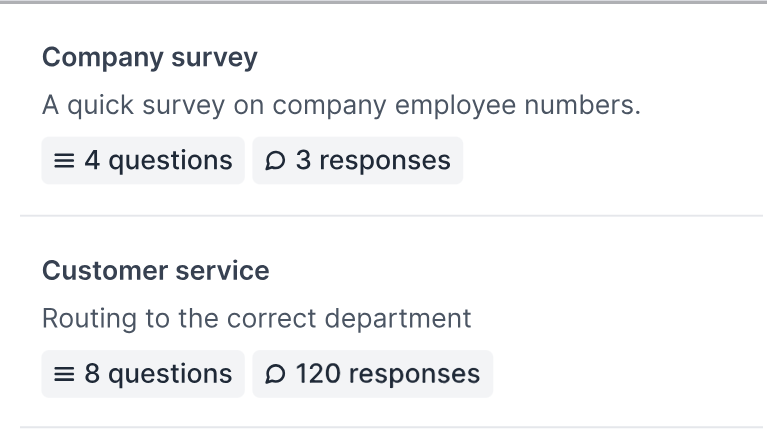 Company survey
A quick survey on company employee numbers.
4 questions 3 responses
Customer service
Routing to the correct department
8 questions 120 responses